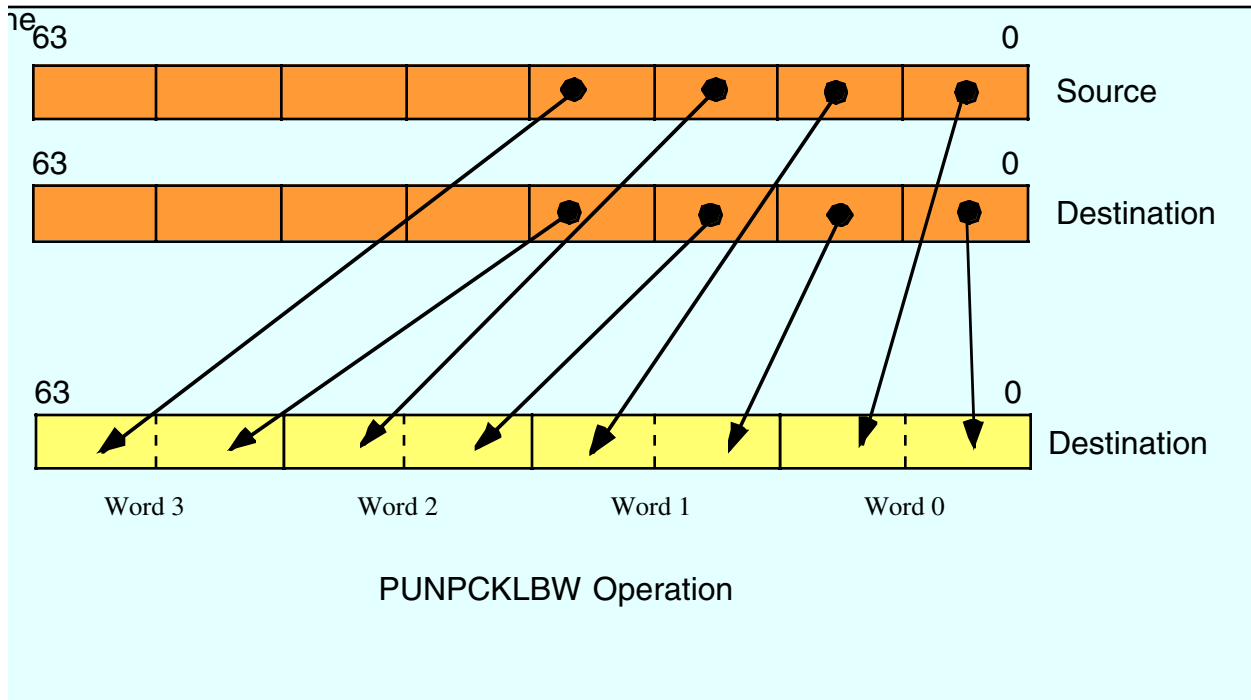 ne
63 0
Source
63 0
Destination
63 0
Destination
Word 3 Word 2 Word 1 Word 0
PUNPCKLBW Operation